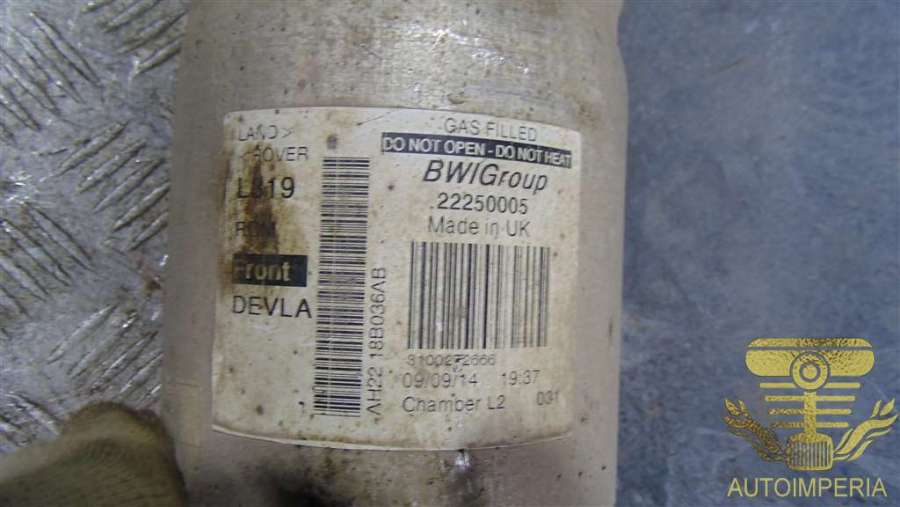 LAND
ROVER
L319
Front
DEVLA
AH22 18B036AB
GAS FILLED
DO NOT OPEN - DO NOT HEAT
BWIGroup
22250005
Made in UK
3100272666
09/09/14 19:37
Chamber L2 031
AUTOIMPERIA